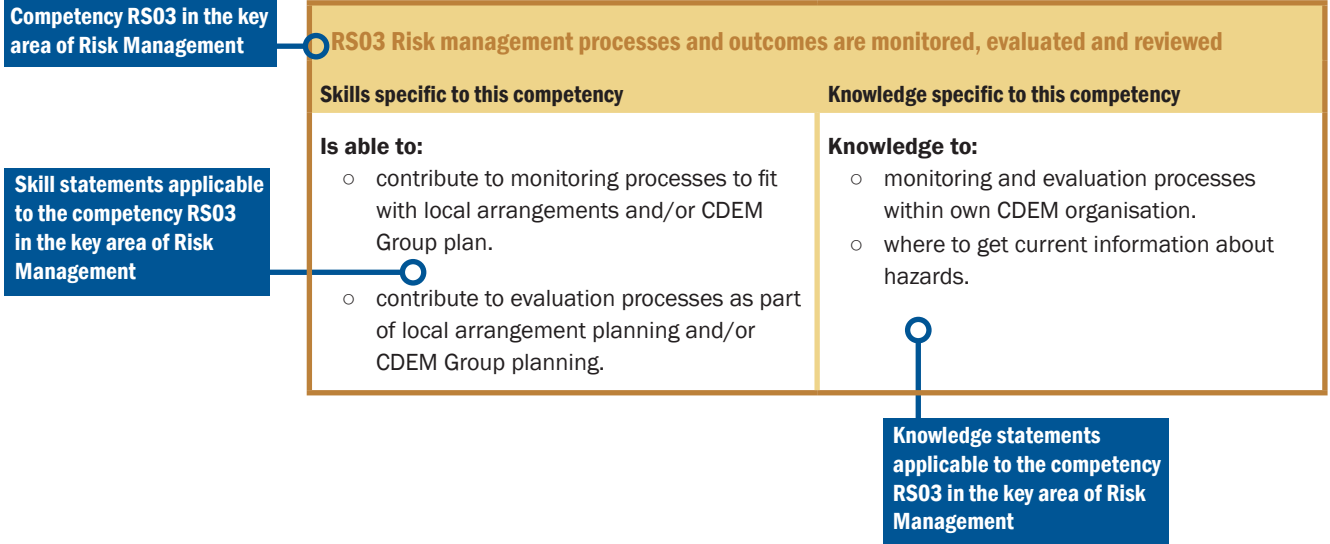 Competency RS03 in the key
area of Risk Management
RS03 Risk management processes and outcomes are monitored, evaluated and reviewed
Skills specific to this competency
Knowledge specific to this competency
Is able to:
○ contribute to monitoring processes to fit
with local arrangements and/or CDEM
Group plan.
○ contribute to evaluation processes as part
of local arrangement planning and/or
CDEM Group planning.
Knowledge to:
○ monitoring and evaluation processes
within own CDEM organisation.
○ where to get current information about
hazards.
Skill statements applicable
to the competency RS03
in the key area of Risk
Management
Knowledge statements
applicable to the competency
RS03 in the key area of Risk
Management